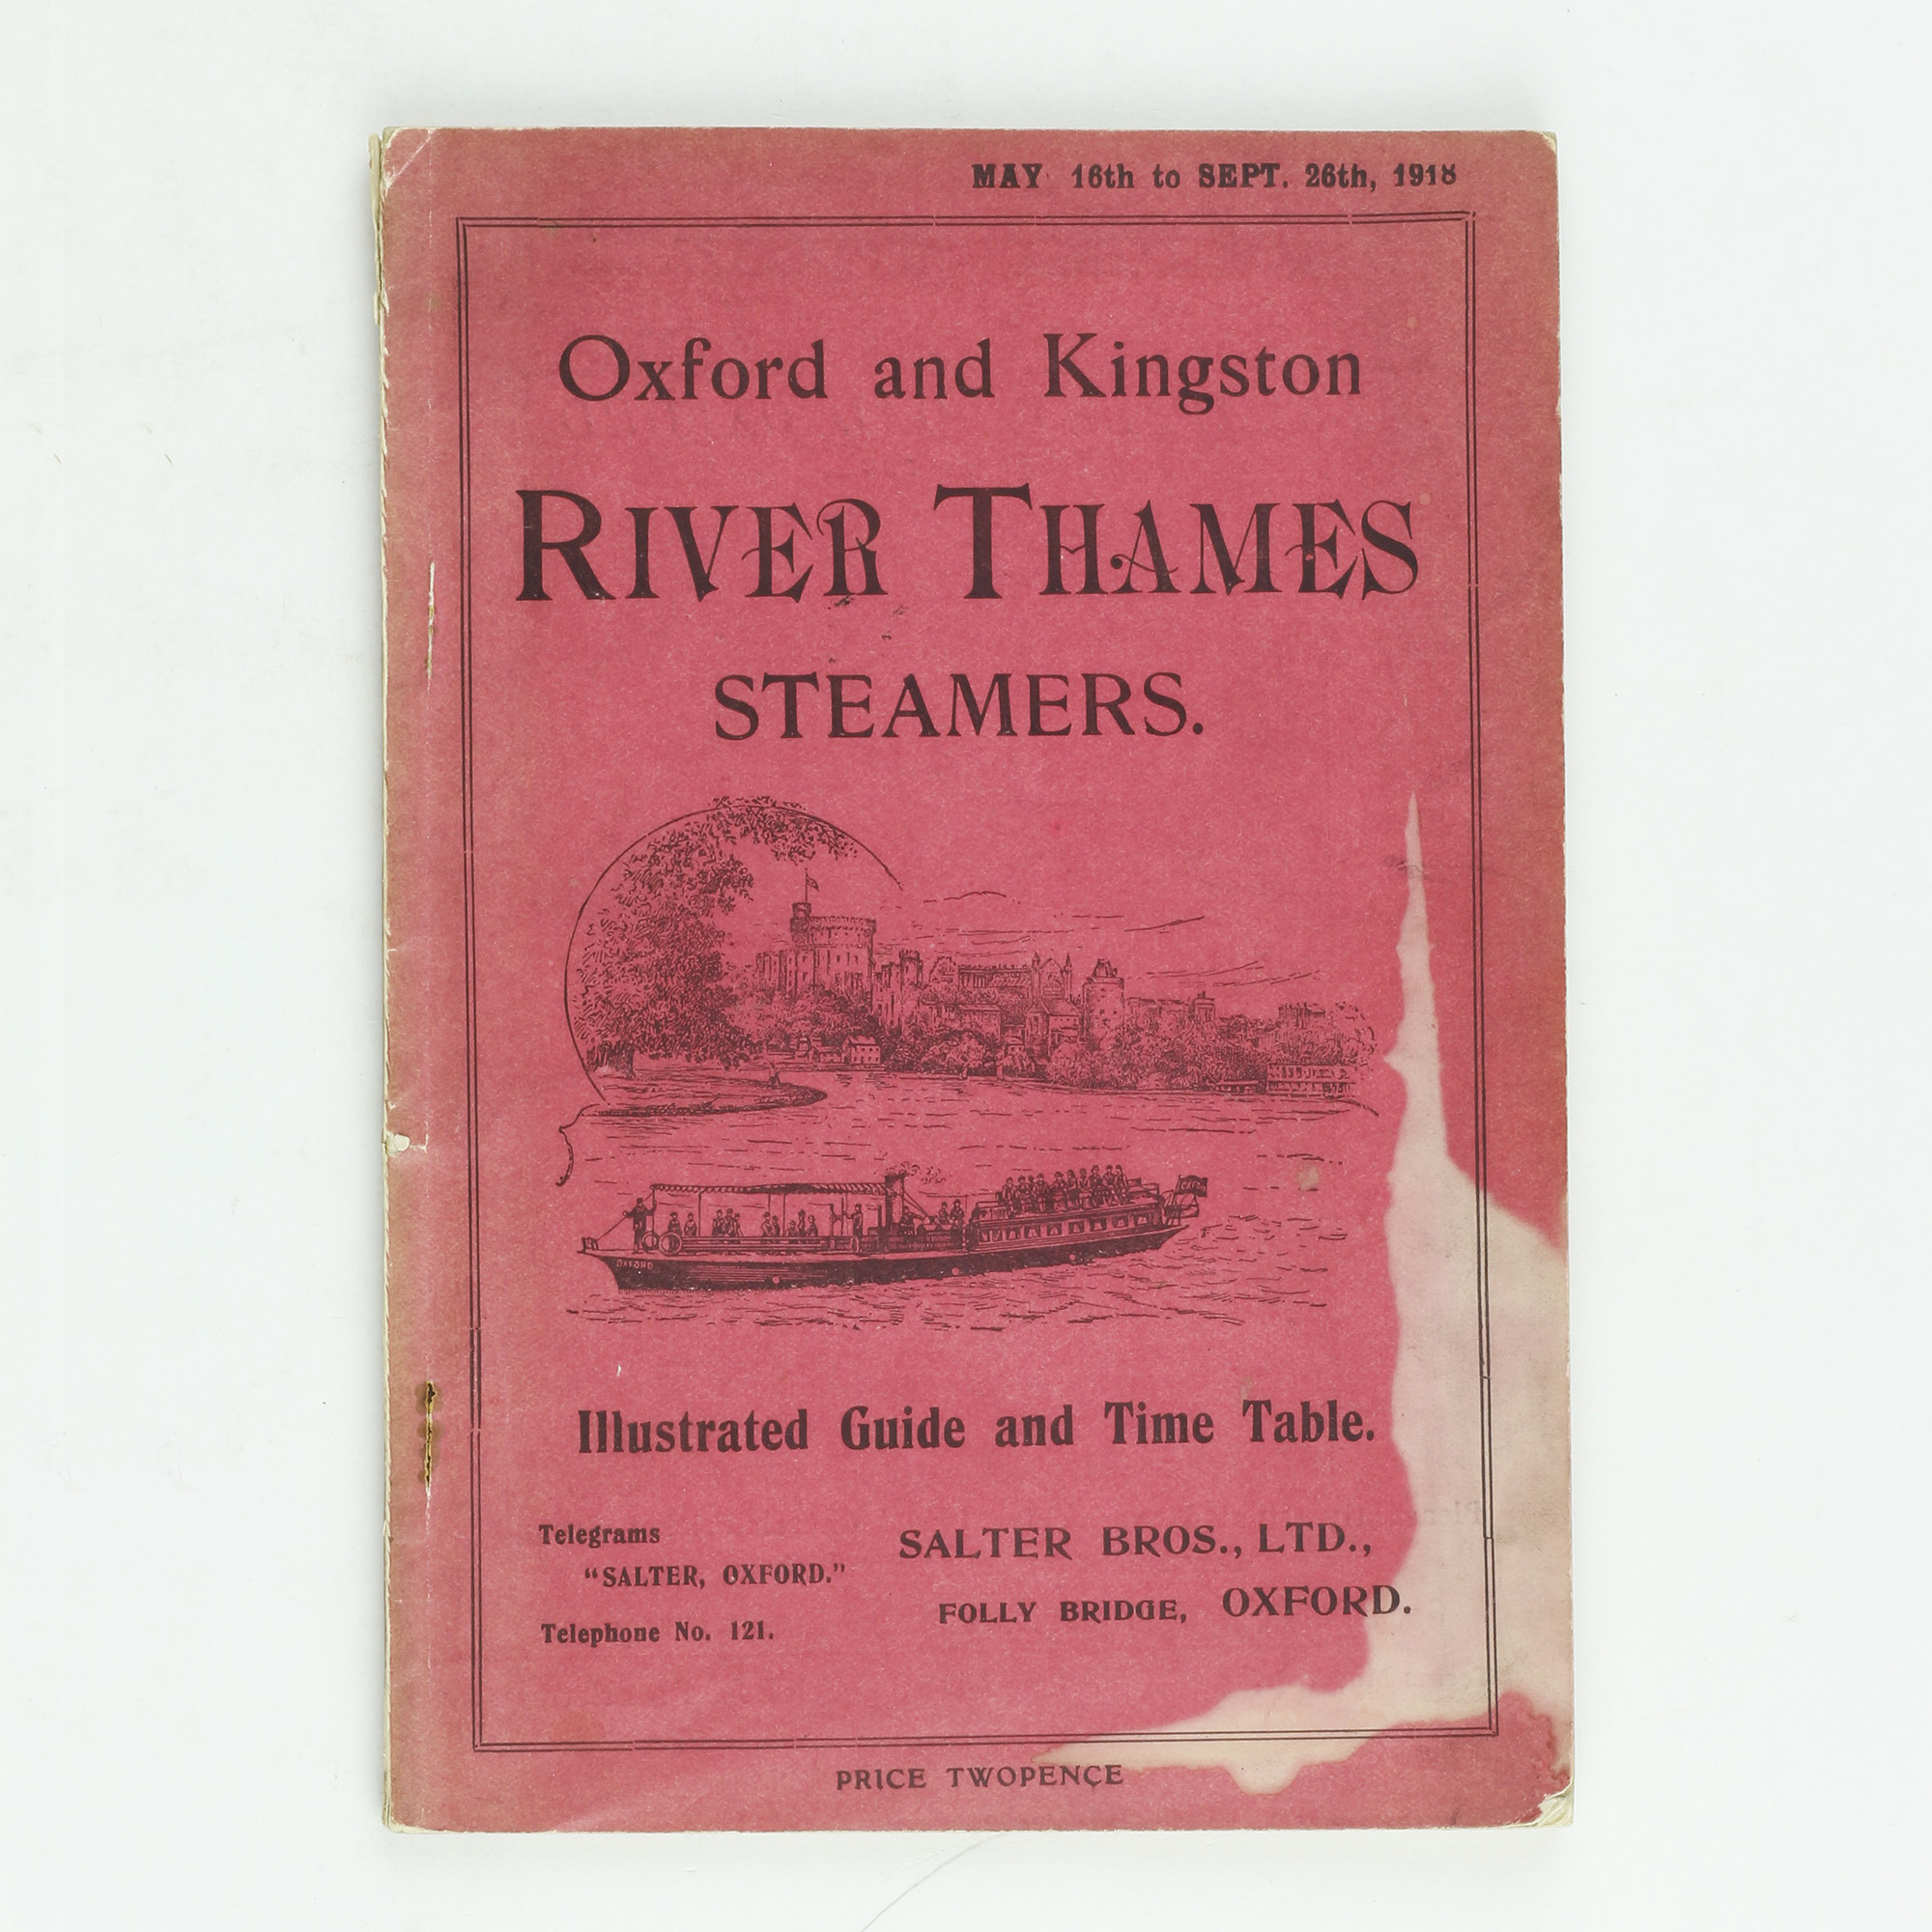 MAY 16th to SEPT. 26th, 1918
Oxford and Kingston
RIVER THAMES
STEAMERS.
OXFORD
Illustrated Guide and Time Table.
Telegrams
"SALTER, OXFORD."
Telephone No. 121.
SALTER BROS., LTD.,
FOLLY BRIDGE, OXFORD.
PRICE TWOPENCE